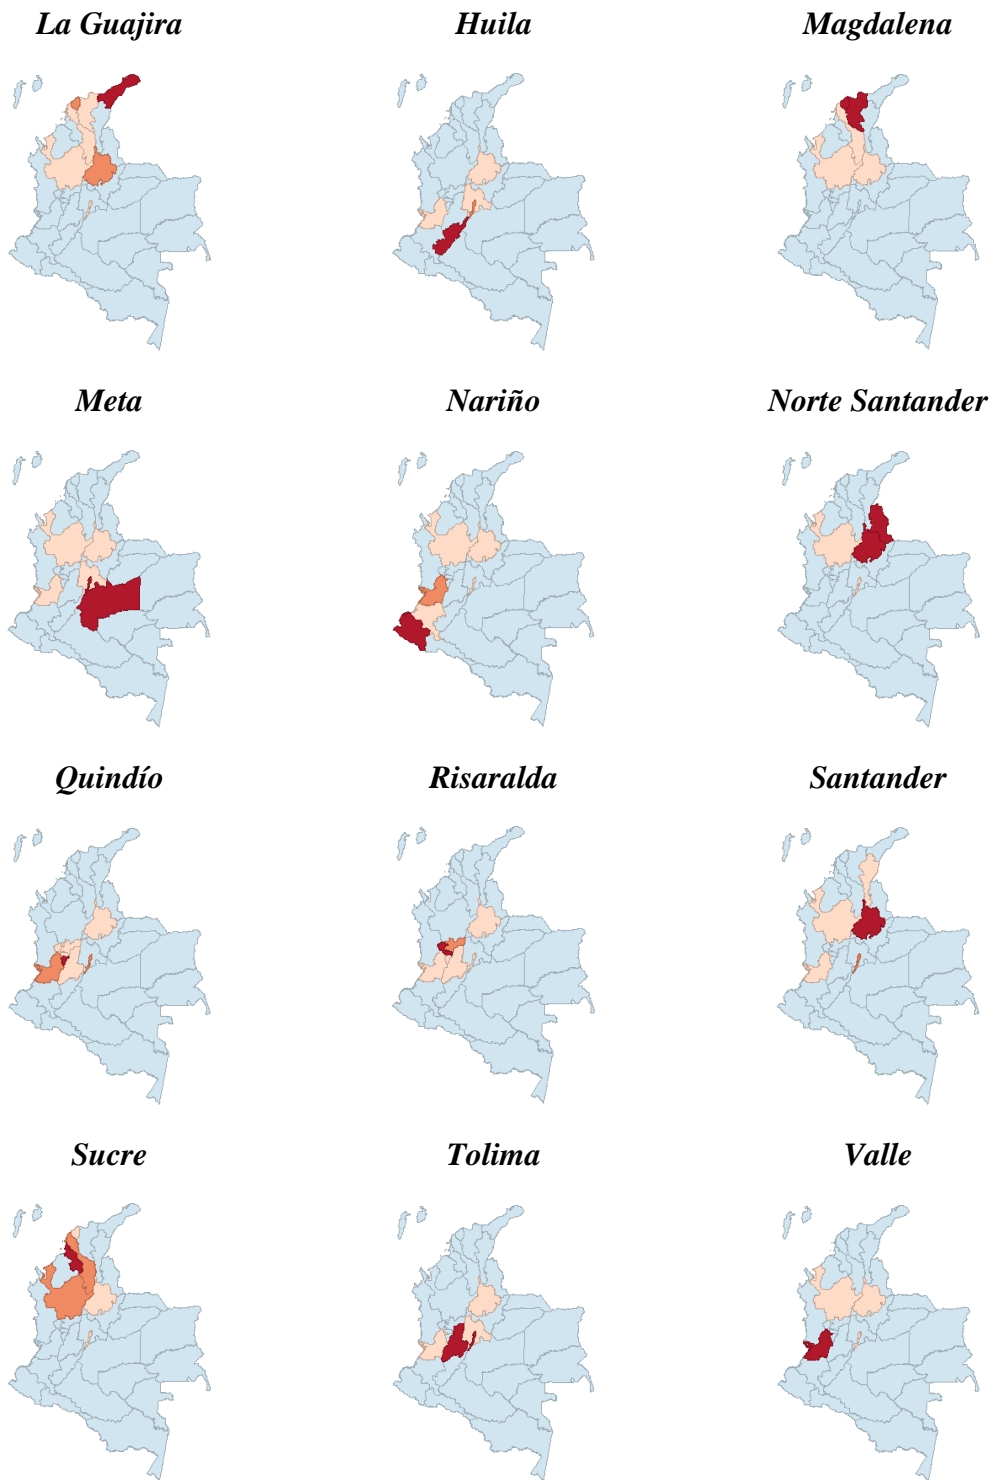 La Guajira
Huila
Magdalena
Meta
Nariño
Norte Santander
Quindío
Risaralda
Santander
Sucre
Tolima
Valle